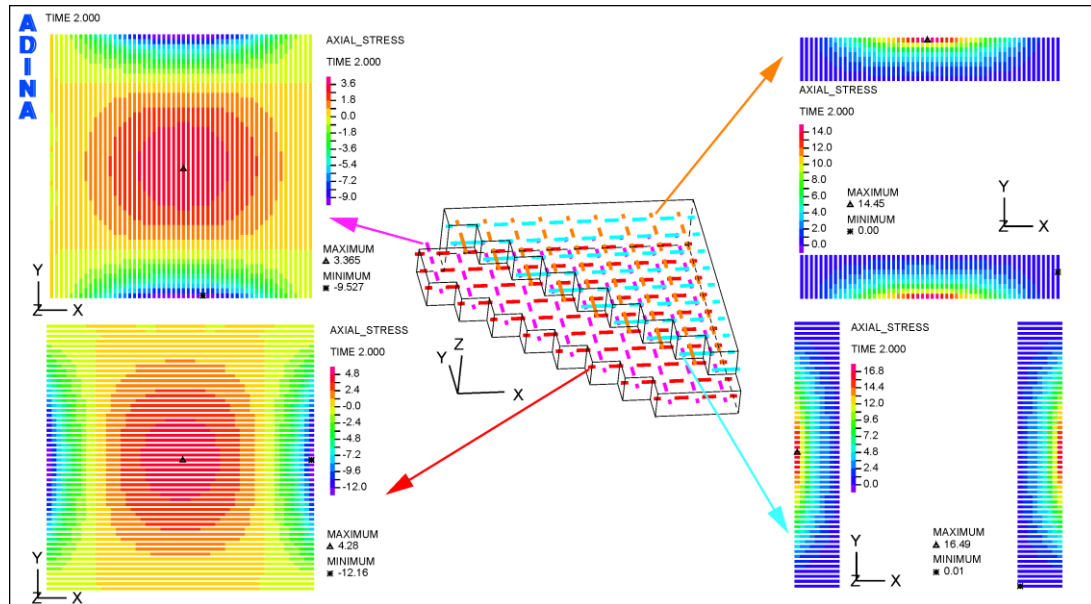 ADINA
TIME 2.000
AXIAL_STRESS
TIME 2.000
3.6
1.8
0.0
-1.8
-3.6
-5.4
-7.2
-9.0
MAXIMUM
3.365
MINIMUM
-9.527
Y
Z X
AXIAL_STRESS
TIME 2.000
14.0
12.0
10.0
8.0
6.0
4.0
2.0
0.0
MAXIMUM
14.45
MINIMUM
0.00
Y
Z X
Z
Y
X
AXIAL_STRESS
TIME 2.000
4.8
2.4
-0.0
-2.4
-4.8
-7.2
-9.6
-12.0
MAXIMUM
4.28
MINIMUM
-12.16
Y
Z X
AXIAL_STRESS
TIME 2.000
16.8
14.4
12.0
9.6
7.2
4.8
2.4
0.0
MAXIMUM
16.49
MINIMUM
0.01
Y
Z X